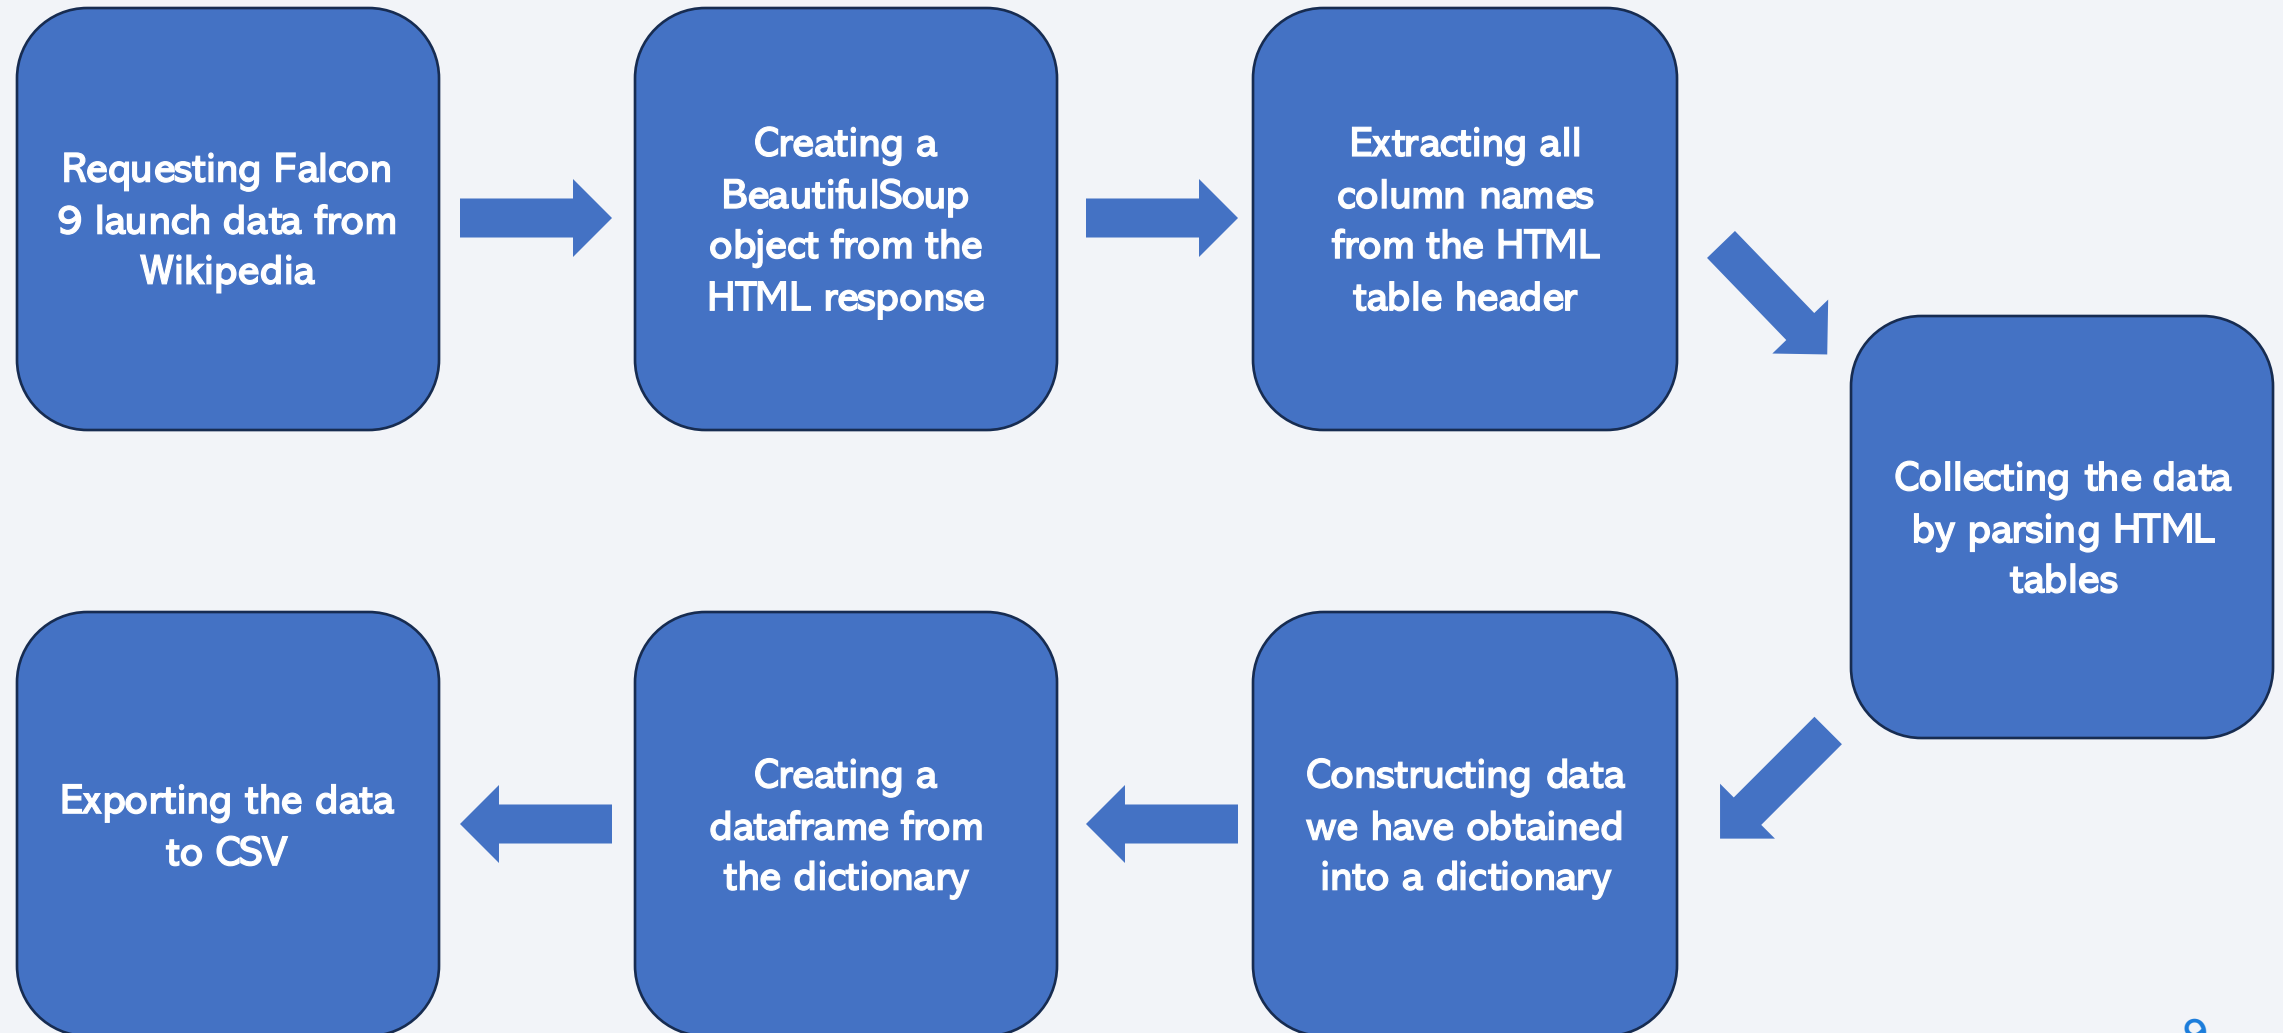 Requesting Falcon
9 launch data from
Wikipedia
Creating a
BeautifulSoup
object from the
HTML response
Extracting all
column names
from the HTML
table header
Collecting the data
by parsing HTML
tables
Constructing data
we have obtained
into a dictionary
Creating a
dataframe from
the dictionary
Exporting the data
to CSV